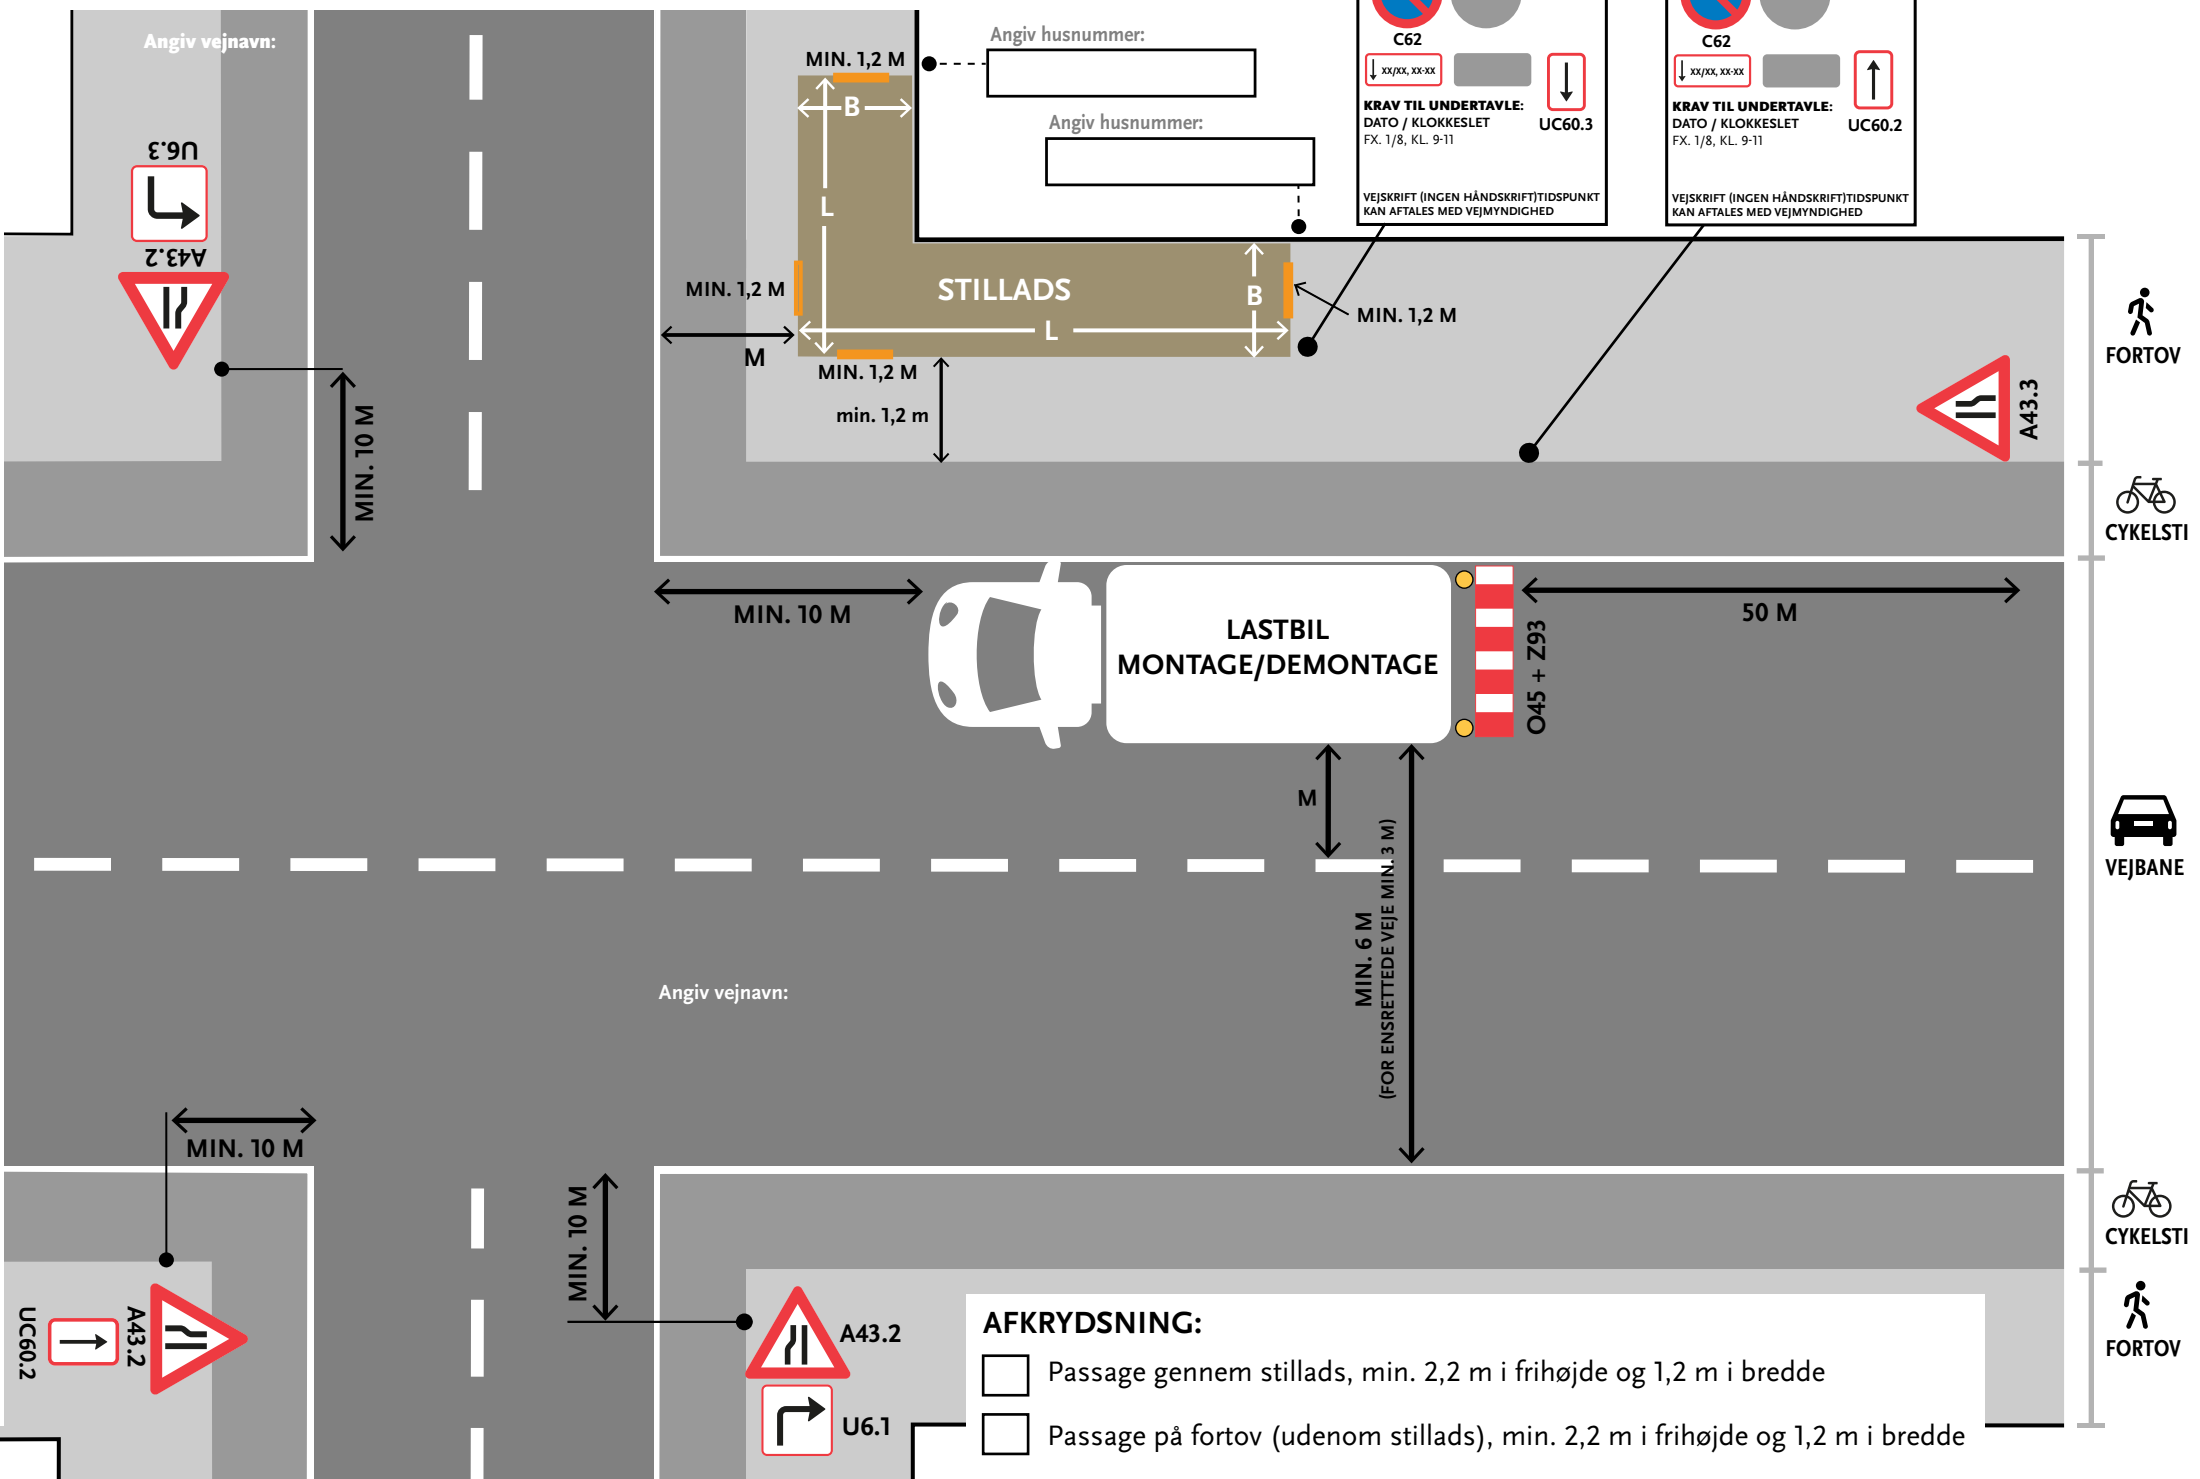 Angiv vejnavn:
U6.3
A43.2
MIN. 10 M
MIN. 1,2 M
B
L
STILLADS
B
L
MIN. 1,2 M
M
MIN. 1,2 M
min. 1,2 m
MIN. 1,2 M
Angiv husnummer:
Angiv husnummer:
C62
xx/xx, xx-xx
KRAV TIL UNDERTAVLE:
DATO / KLOKKESLET
FX. 1/8, KL. 9-11
UC60.3
VEJSKRIFT (INGEN HÅNDSKRIFT)TIDSPUNKT
KAN AFTALES MED VEJMYNDIGHED
C62
xx/xx, xx-xx
KRAV TIL UNDERTAVLE:
DATO / KLOKKESLET
FX. 1/8, KL. 9-11
UC60.2
VEJSKRIFT (INGEN HÅNDSKRIFT)TIDSPUNKT
KAN AFTALES MED VEJMYNDIGHED
A43.3
FORTOV
CYKELSTI
MIN. 10 M
LASTBIL
MONTAGE/DEMONTAGE
O45 + Z93
50 M
M
MIN. 6 M
(FOR ENSRETTEDE VEJE MIN. 3 M)
VEJBANE
Angiv vejnavn:
MIN. 10 M
UC60.2
A43.2
MIN. 10 M
A43.2
U6.1
CYKELSTI
FORTOV
AFKRYDSNING:
Passage gennem stillads, min. 2,2 m i frihøjde og 1,2 m i bredde
Passage på fortov (udenom stillads), min. 2,2 m i frihøjde og 1,2 m i bredde